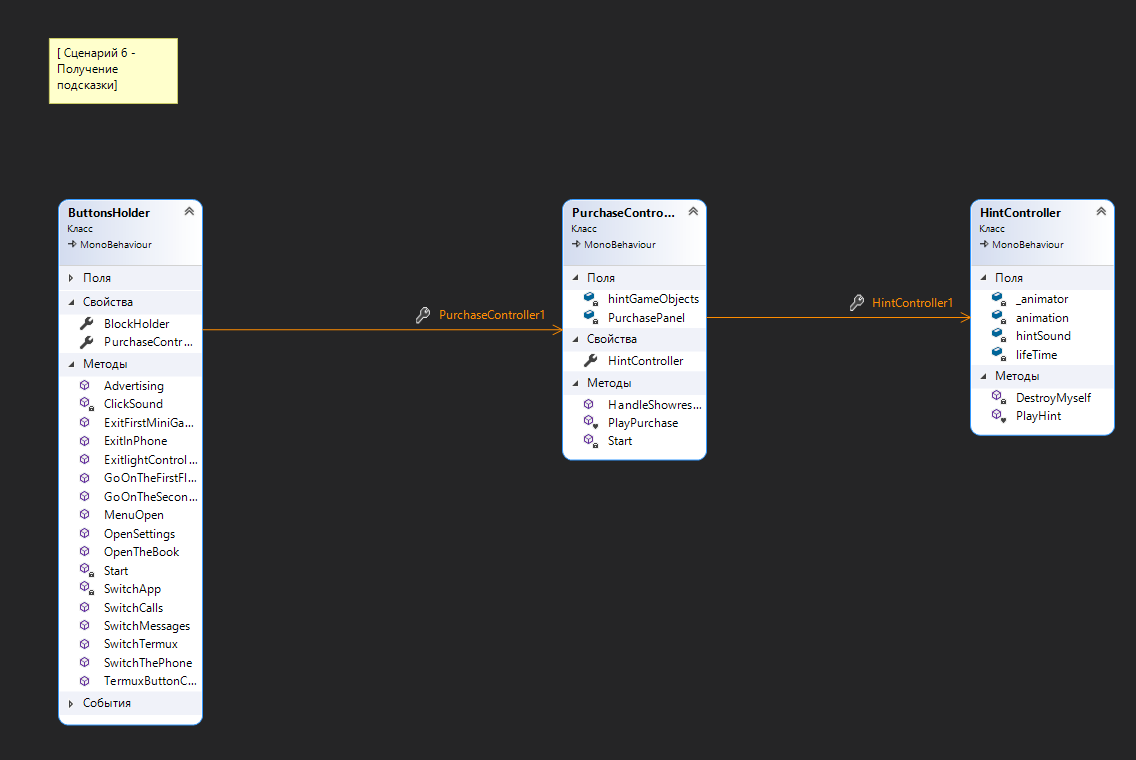 [ Сценарий 6 -
Получение
подсказки]
ButtonsHolder
Класс
MonoBehaviour
Поля
Свойства
BlockHolder
PurchaseContr...
Методы
Advertising
ClickSound
ExitFirstMiniGa...
ExitInPhone
ExitlightControl...
GoOnTheFirstFl...
GoOnTheSecon...
MenuOpen
OpenSettings
OpenTheBook
Start
SwitchApp
SwitchCalls
SwitchMessages
SwitchTermux
SwitchThePhone
TermuxButtonC...
События
PurchaseController1
PurchaseContro...
Класс
MonoBehaviour
Поля
hintGameObjects
PurchasePanel
Свойства
HintController
Методы
HandleShowres...
PlayPurchase
Start
HintController1
HintController
Класс
MonoBehaviour
Поля
_animator
animation
hintSound
lifeTime
Методы
DestroyMyself
PlayHint